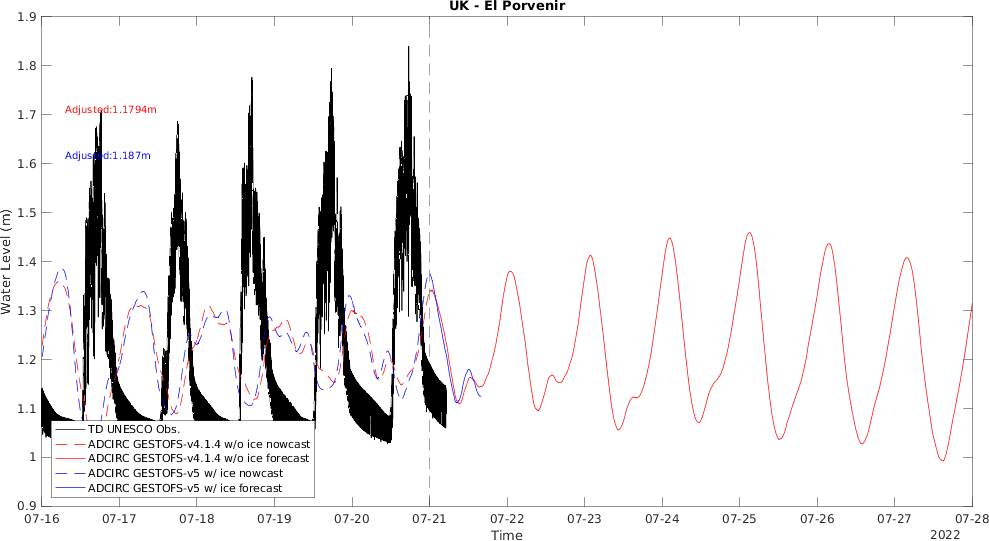 UK - El Porvenir
1.9
1.8
1.7
1.6
1.5
1.4
1.3
1.2
1.1
1
0.9
Water Level (m)
Adjusted:1.1794m
Adjusted:1.187m
TD UNESCO Obs.
ADCIRC GESTOFS-v4.1.4 w/o ice nowcast
ADCIRC GESTOFS-v4.1.4 w/o ice forecast
ADCIRC GESTOFS-v5 w/ ice nowcast
ADCIRC GESTOFS-v5 w/ ice forecast
07-16 07-17 07-18 07-19 07-20 07-21 07-22 07-23 07-24 07-25 07-26 07-27 07-28
Time
2022